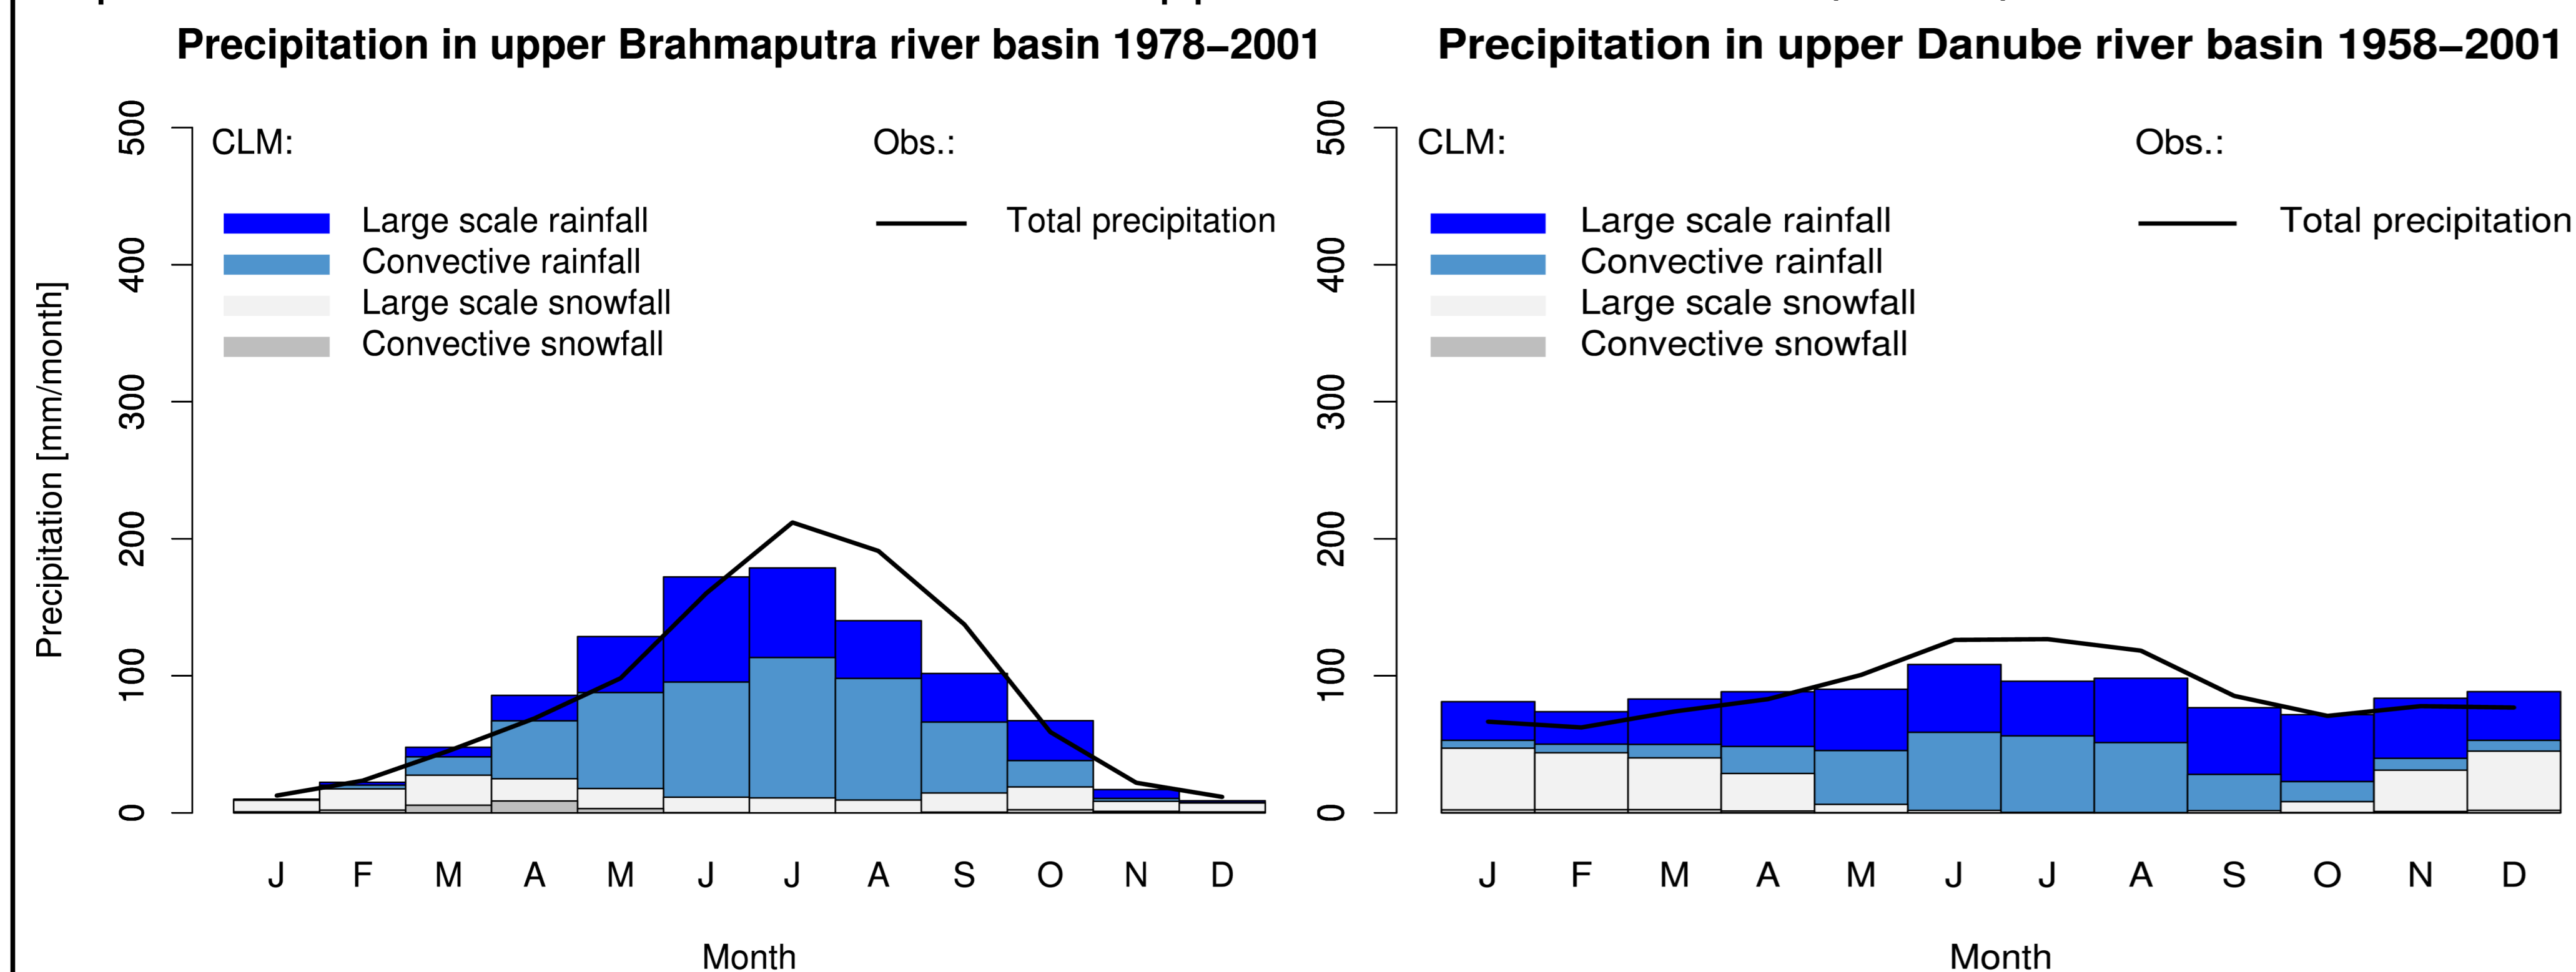 Precipitation in upper Brahmaputra river basin 1978−2001
Precipitation [mm/month]
500
400
300
200
100
0
CLM:
Large scale rainfall
Convective rainfall
Large scale snowfall
Convective snowfall
Obs.:
Total precipitation
J F M A M J J A S O N D
Month
Precipitation in upper Danube river basin 1958−2001
500
400
300
200
100
0
CLM:
Large scale rainfall
Convective rainfall
Large scale snowfall
Convective snowfall
Obs.:
Total precipitation
J F M A M J J A S O N D
Month